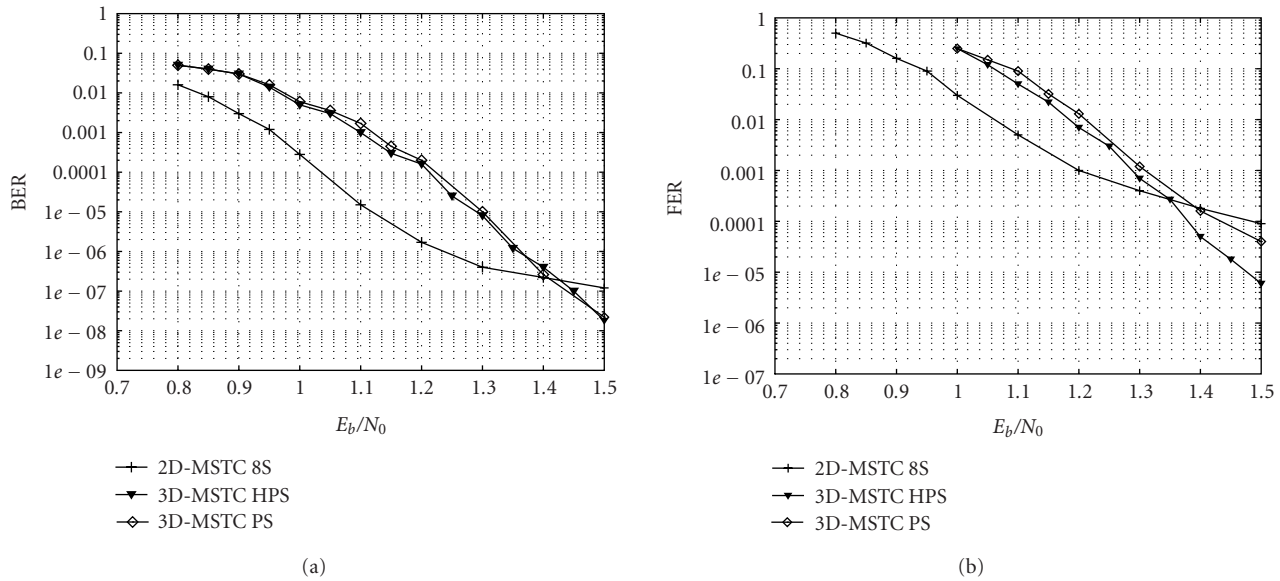 1
0.1
0.01
0.001
0.0001
1e − 05
1e − 06
1e − 07
1e − 08
1e − 09
BER
0.7 0.8 0.9 1 1.1 1.2 1.3 1.4 1.5
E_b/N_0
2D-MSTC 8S
3D-MSTC HPS
3D-MSTC PS
(a)
1
0.1
0.01
0.001
0.0001
1e − 05
1e − 06
1e − 07
FER
0.7 0.8 0.9 1 1.1 1.2 1.3 1.4 1.5
E_b/N_0
2D-MSTC 8S
3D-MSTC HPS
3D-MSTC PS
(b)